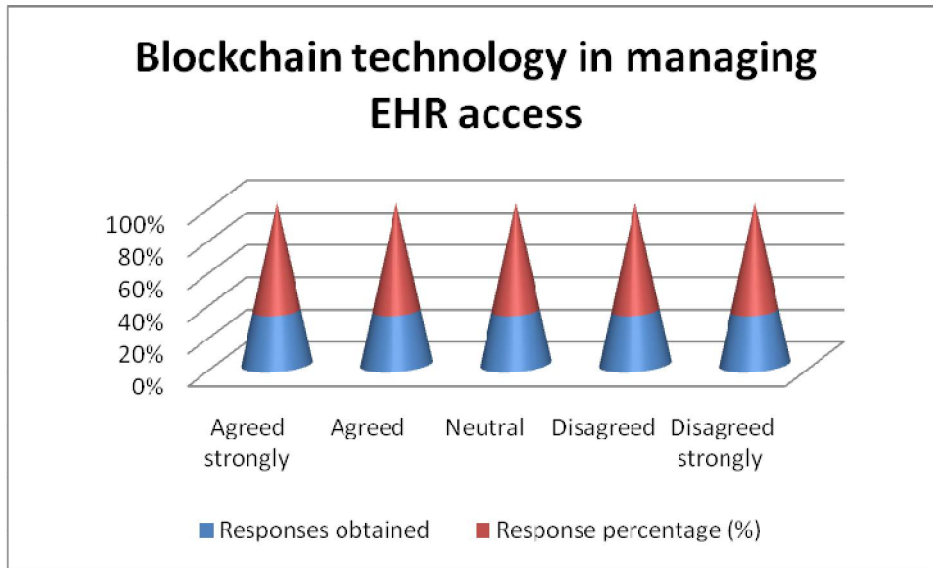 Blockchain technology in managing
EHR access
100%
80%
60%
40%
20%
0%
Agreed strongly
Agreed
Neutral
Disagreed
Disagreed strongly
Responses obtained
Response percentage (%)